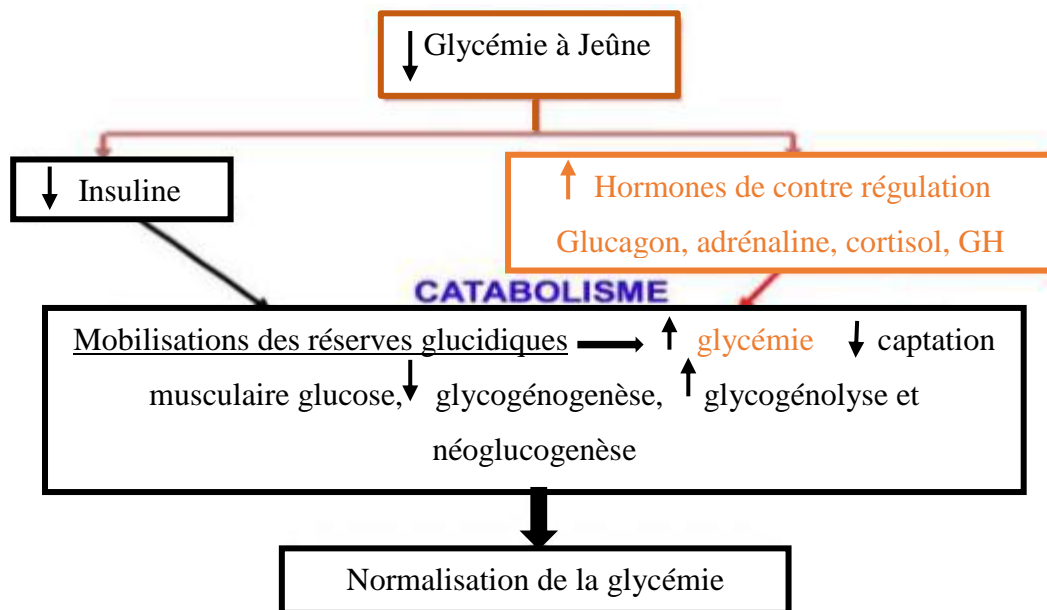 ↓ Glycémie à Jeûne
↓ Insuline
↑ Hormones de contre régulation
Glucagon, adrénaline, cortisol, GH
CATABOLISME
Mobilisations des réserves glucidiques → ↑ glycémie ↓ captation
musculaire glucose, ↓ glycogénogenèse, ↑ glycogénolyse et
néoglucogenèse
Normalisation de la glycémie